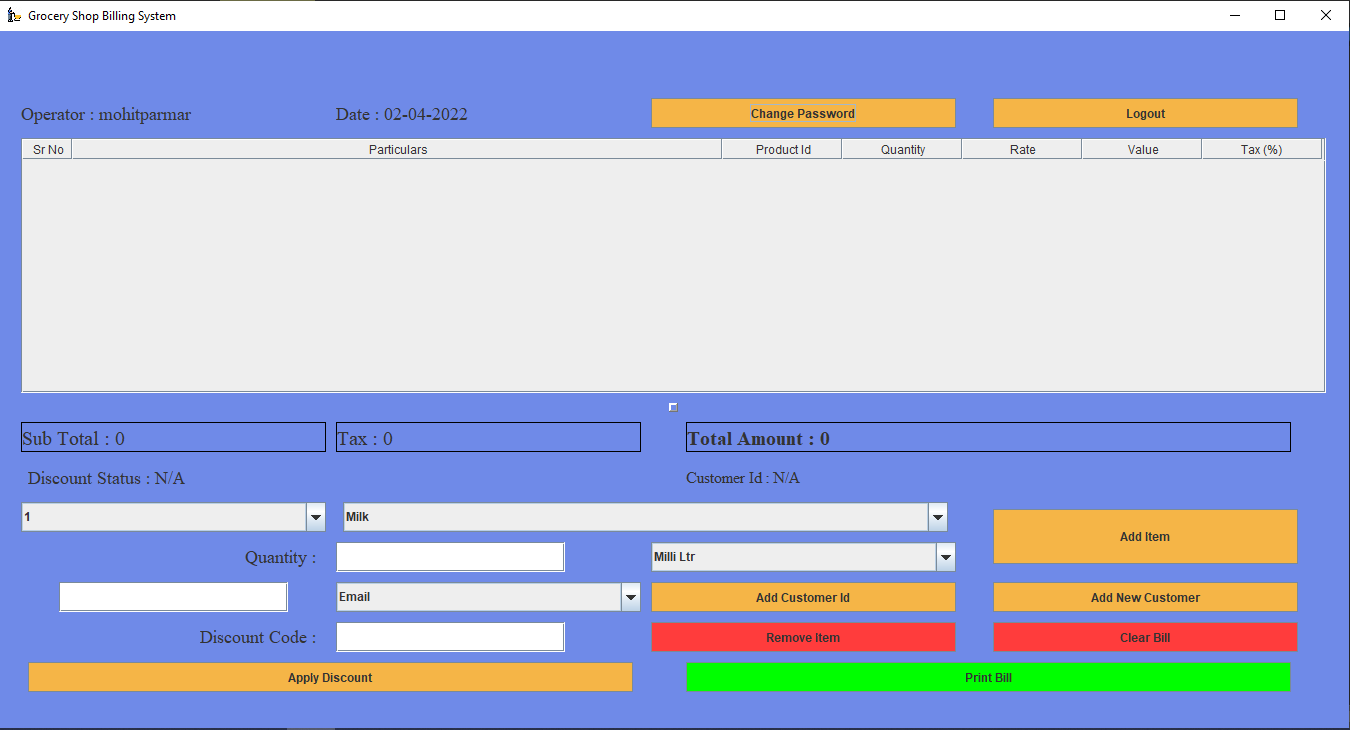 Grocery Shop Billing System
Operator : mohitparmar Date : 02-04-2022 Change Password Logout
Sr No Particulars Product Id Quantity Rate Value Tax (%)
Sub Total : 0 Tax : 0 Total Amount : 0
Discount Status : N/A Customer Id : N/A
1 Milk
Add Item
Quantity : Milli Ltr
Email Add Customer Id Add New Customer
Discount Code : Remove Item Clear Bill
Apply Discount Print Bill